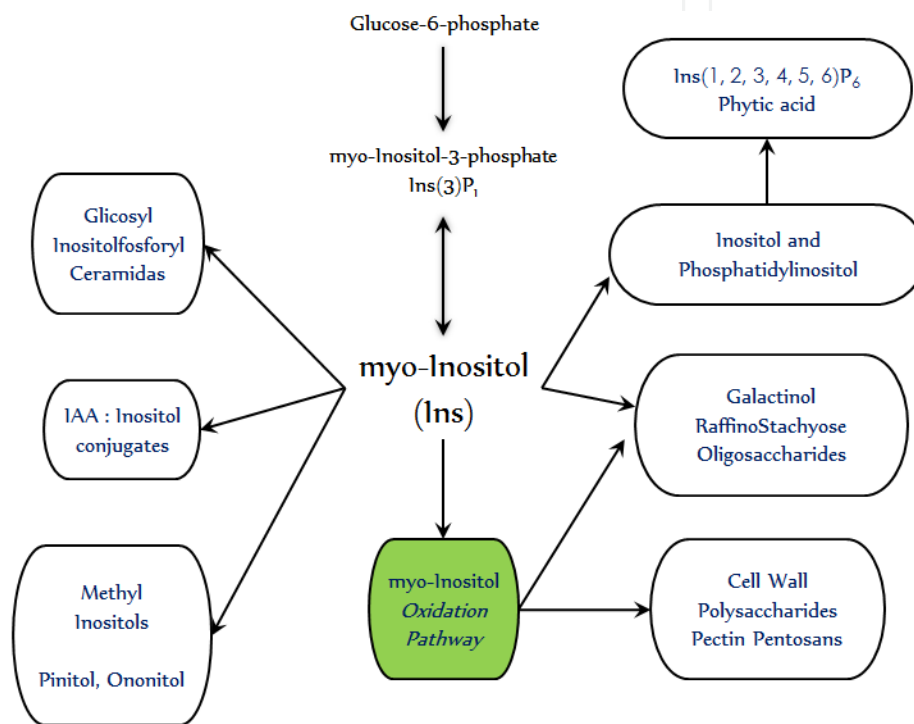 Glucose-6-phosphate
myo-Inositol-3-phosphate
Ins(3)P₁
Ins(1, 2, 3, 4, 5, 6)P₆
Phytic acid
Glicosyl
Inositolfosforyl
Ceramidas
Inositol and
Phosphatidylinositol
myo-Inositol
(Ins)
IAA : Inositol
conjugates
Galactinol
RaffinoStachyose
Oligosaccharides
Methyl
Inositols
Pinitol, Ononitol
myo-Inositol
Oxidation
Pathway
Cell Wall
Polysaccharides
Pectin Pentosans